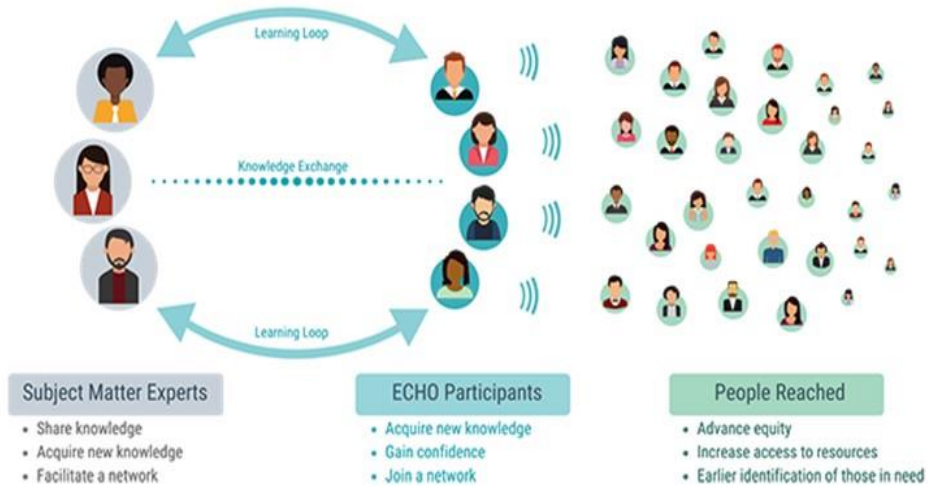 Learning Loop
Knowledge Exchange
Learning Loop
Subject Matter Experts
• Share knowledge
• Acquire new knowledge
• Facilitate a network
ECHO Participants
• Acquire new knowledge
• Gain confidence
• Join a network
People Reached
• Advance equity
• Increase access to resources
• Earlier identification of those in need